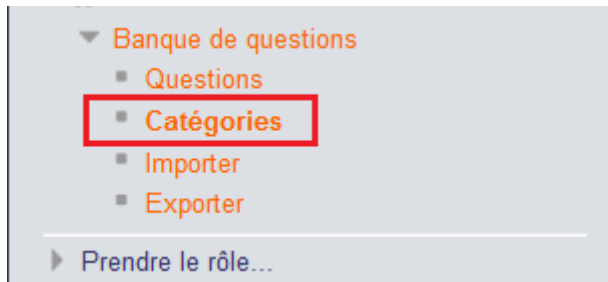 Banque de questions
Questions
Catégories
Importer
Exporter
Prendre le rôle...